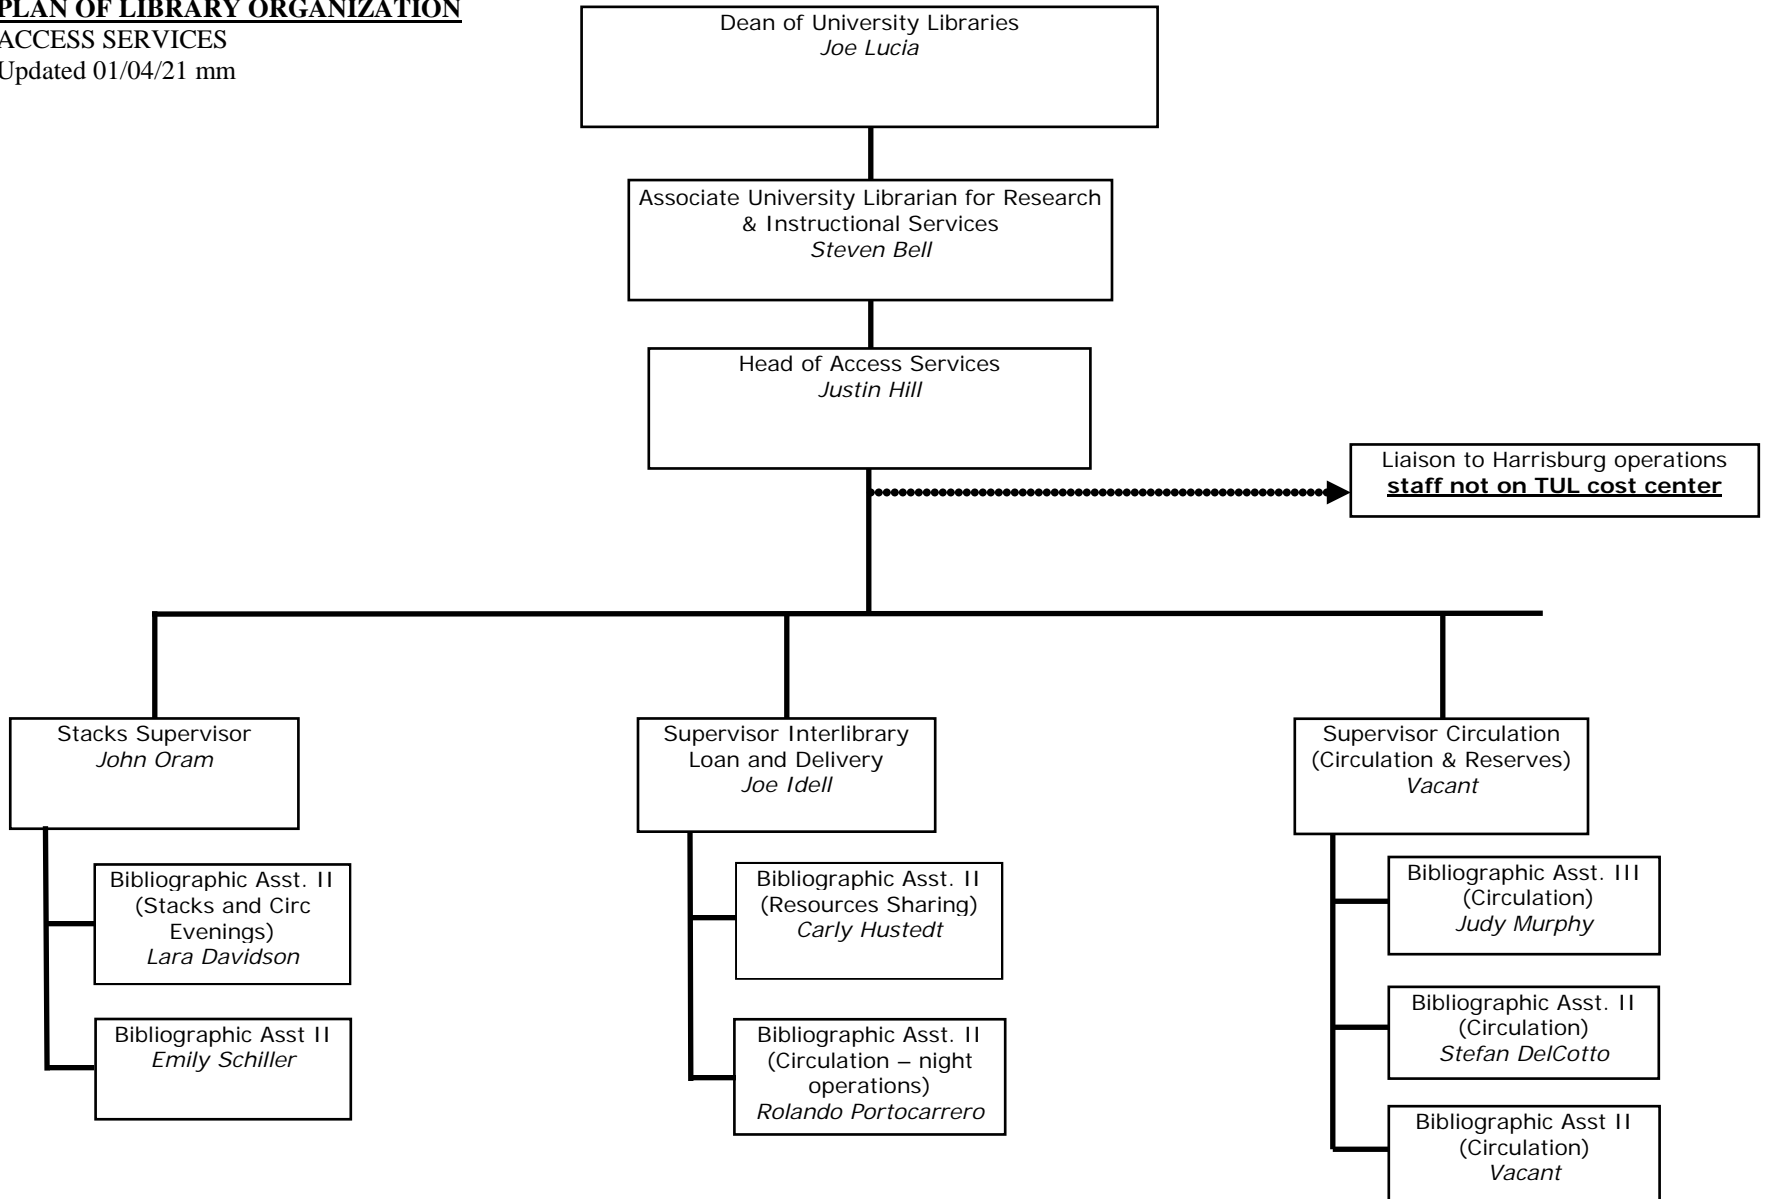 PLAN OF LIBRARY ORGANIZATION
ACCESS SERVICES
Updated 01/04/21 mm
Dean of University Libraries
Joe Lucia
Associate University Librarian for Research
& Instructional Services
Steven Bell
Head of Access Services
Justin Hill
Liaison to Harrisburg operations
staff not on TUL cost center
Stacks Supervisor
John Oram
Bibliographic Asst. II
(Stacks and Circ
Evenings)
Lara Davidson
Bibliographic Asst II
Emily Schiller
Supervisor Interlibrary
Loan and Delivery
Joe Idell
Bibliographic Asst. II
(Resources Sharing)
Carly Hustedt
Bibliographic Asst. II
(Circulation – night
operations)
Rolando Portocarrero
Supervisor Circulation
(Circulation & Reserves)
Vacant
Bibliographic Asst. III
(Circulation)
Judy Murphy
Bibliographic Asst. II
(Circulation)
Stefan DelCotto
Bibliographic Asst II
(Circulation)
Vacant